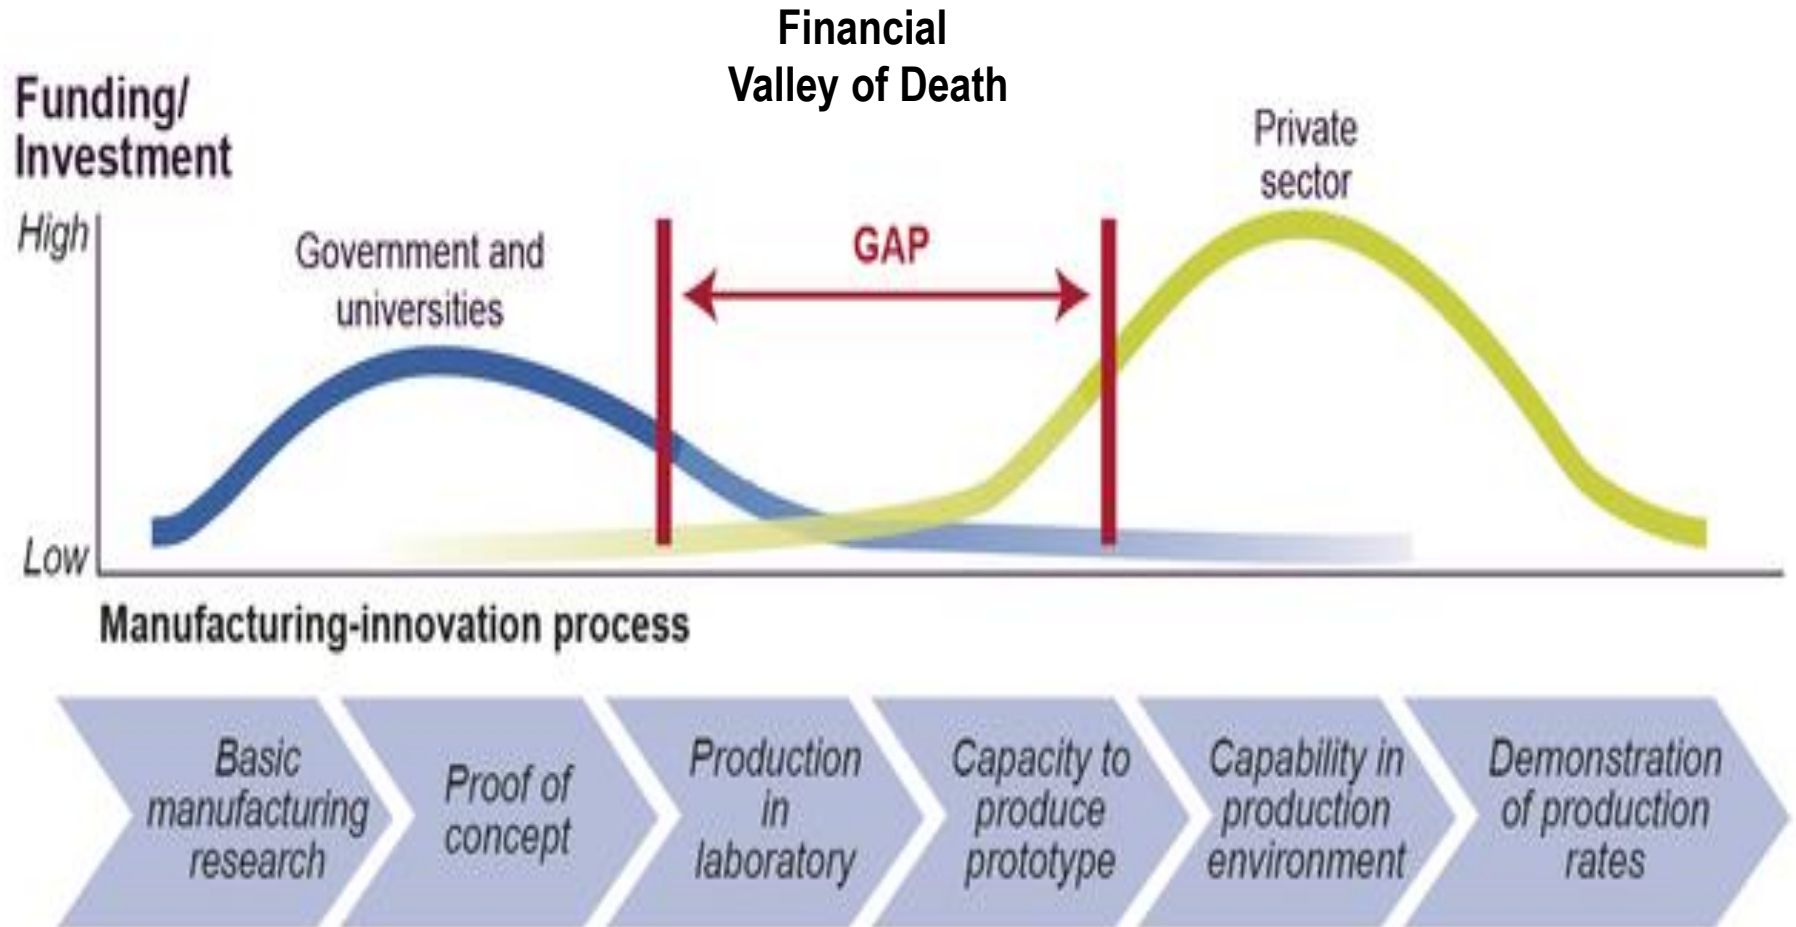 Financial
Valley of Death
Funding/
Investment
High
Government and
universities
GAP
Private
sector
Low
Manufacturing-innovation process
Basic
manufacturing
research
Proof of
concept
Production
in
laboratory
Capacity to
produce
prototype
Capability in
production
environment
Demonstration
of production
rates